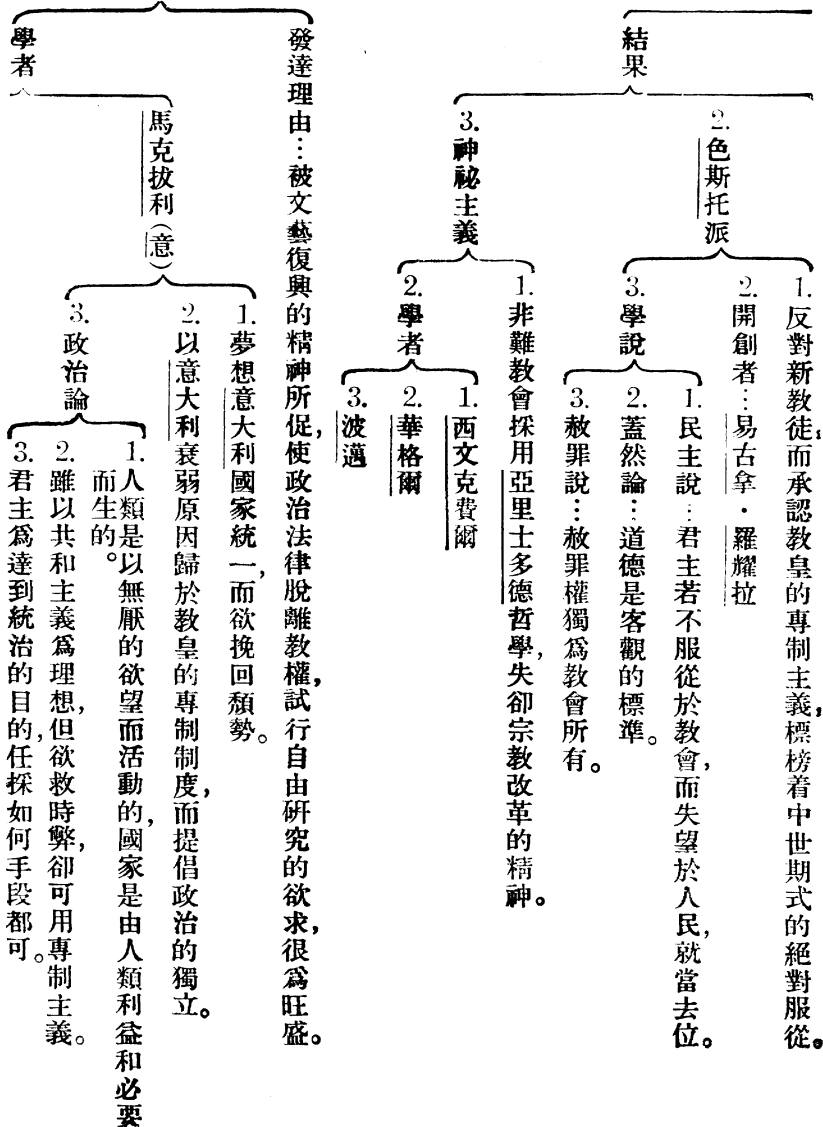 結果
2.色斯托派
1.反對新教徒,而承認教皇的專制主義,標榜着中世期式的絕對服從。
2.開創者…易古拿・羅耀拉
3.學說
1.民主說…君主若不服從於教會,而失望於人民,就當去位。
2.蓋然論…道德是客觀的標準。
3.赦罪說…赦罪權獨爲教會所有。
3.神祕主義
1.非難教會採用亞里士多德哲學,失卻宗教改革的精神。
2.學者
1.西文克費爾
2.華格爾
3.波邁
發達理由…被文藝復興的精神所促,使政治法律脫離教權,試行自由研究的欲求,很爲旺盛。
學者
馬克拔利(意)
1.夢想意大利國家統一,而欲挽回頹勢。
2.以意大利衰弱原因歸於教皇的專制制度,而提倡政治的獨立。
3.政治論
1.人類是以無厭的欲望而活動的,國家是由人類利益和必要
而生的。
2.雖以共和主義爲理想,但欲救時弊,卻可用專制主義。
3.君主爲達到統治的目的,任採如何手段都可。